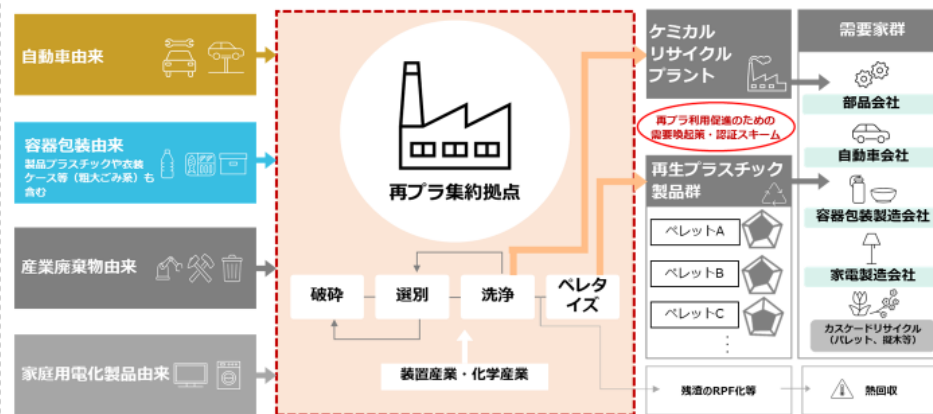 自動車由来
容器包装由来
製品プラスチックや衣装
ケース等（粗大ごみ系）も
含む
産業廃棄物由来
家庭用電化製品由来
再プラ集約拠点
破砕
選別
洗浄
ペレタ
イズ
装置産業・化学産業
ケミカル
リサイクル
プラント
再プラ利用促進のための
需要喚起策・認証スキーム
再生プラスチック
製品群
ペレットA
ペレットB
ペレットC
⋮
残渣のRPF化等
需要家群
部品会社
自動車会社
容器包装製造会社
家電製造会社
カスケードリサイクル
（パレット、擬木等）
熱回収